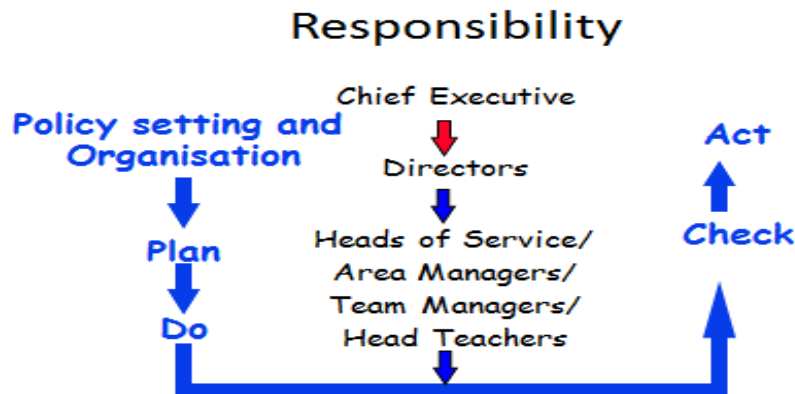 Responsibility
Policy setting and
Organisation
Plan
Do
Chief Executive
Directors
Heads of Service/
Area Managers/
Team Managers/
Head Teachers
Act
Check